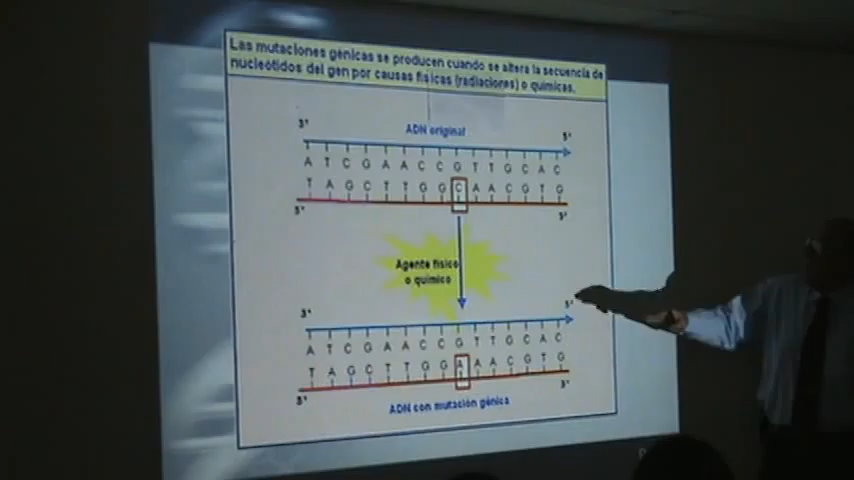 Las mutaciones génicas se producen cuando se altera la secuencia de
nucleótidos del gen por causas físicas (radiaciones) o químicas.
ADN original
3' 5'
A T C G A A C C G T T G C A C
T A G C T T G G C A A C G T G
5' 3'
Agente físico
o químico
3' 5'
A T C G A A C C G T T G C A C
T A G C T T G G A A A C G T G
5' 3'
ADN con mutación génica